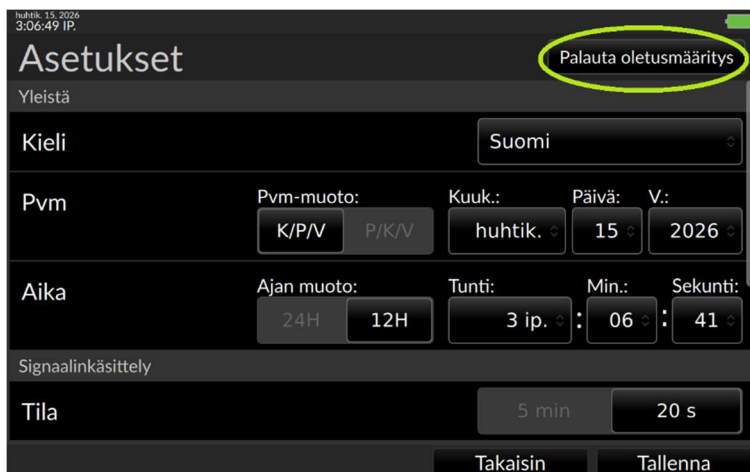 huhtik. 15, 2026
3:06:49 IP.
Asetukset
Palauta oletusmääritys
Yleistä
Kieli
Suomi
Pvm
Pvm-muoto:
Kuuk.:
Päivä:
V.:
K/P/V
P/K/V
huhtik.
15
2026
Aika
Ajan muoto:
Tunti:
Min.:
Sekunti:
24H
12H
3 ip.
:
06
:
41
Signaalinkäsittely
Tila
5 min
20 s
Takaisin
Tallenna